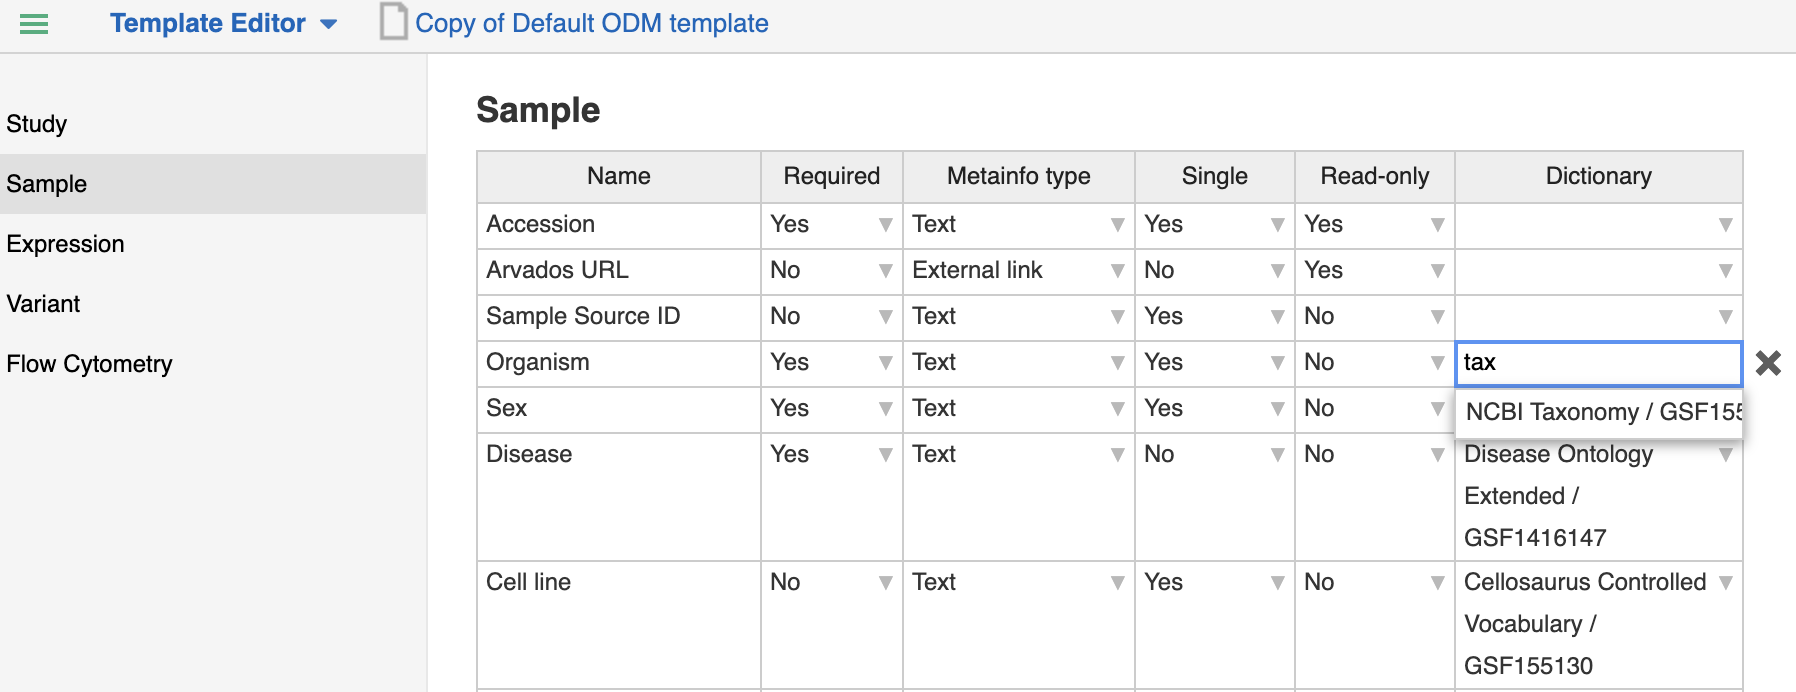 Template Editor
Copy of Default ODM template
Study
Sample
Expression
Variant
Flow Cytometry
Sample
Name Required Metainfo type Single Read-only Dictionary
Accession Yes Text Yes Yes
Arvados URL No External link No Yes
Sample Source ID No Text Yes No
Organism Yes Text Yes No tax
NCBI Taxonomy / GSF155
Sex Yes Text Yes No
Disease Yes Text No No Disease Ontology
Extended /
GSF1416147
Cell line No Text Yes No Cellosaurus Controlled
Vocabulary /
GSF155130